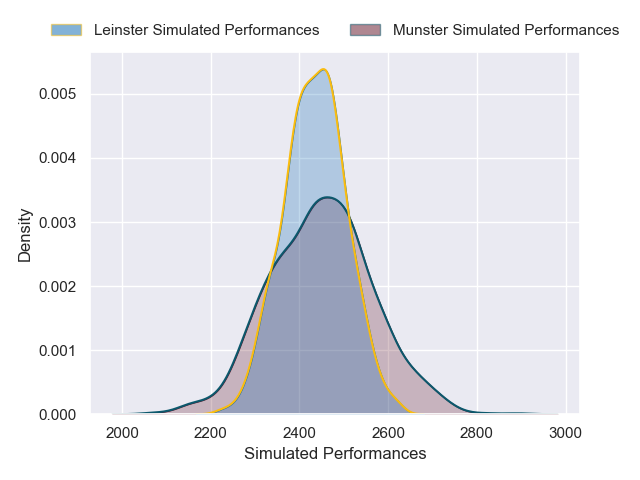 Leinster Simulated Performances Munster Simulated Performances
0.005
0.004
0.003
0.002
0.001
0.000
Density
2000 2200 2400 2600 2800 3000
Simulated Performances